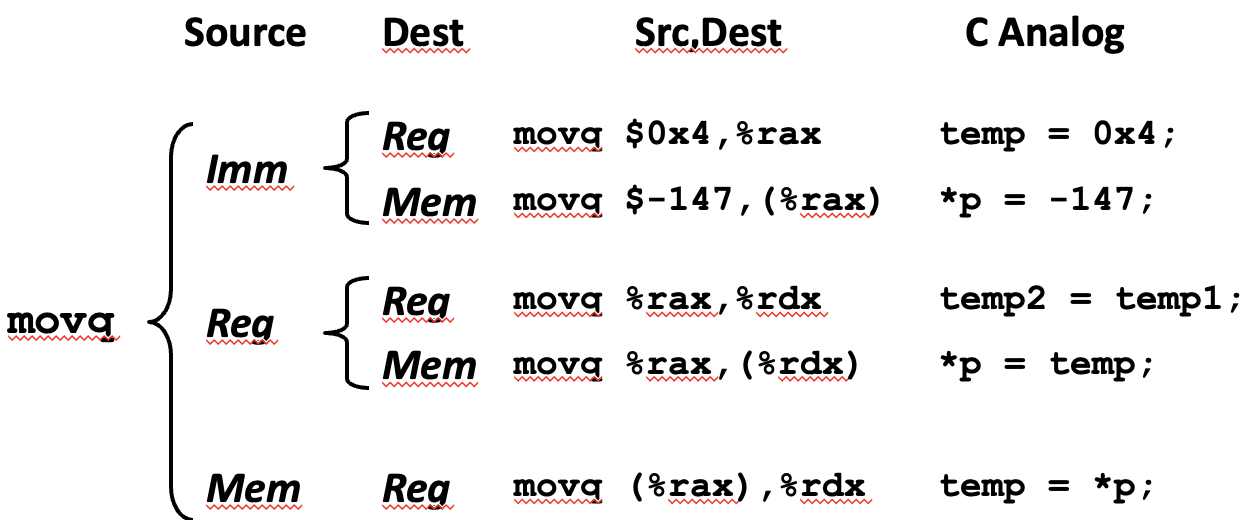 Source Dest Src,Dest C Analog
Reg movq $0x4,%rax temp = 0x4;
Imm
Mem movq $-147,(%rax) *p = -147;
Reg movq %rax,%rdx temp2 = temp1;
movq Reg
Mem movq %rax,(%rdx) *p = temp;
Mem Reg movq (%rax),%rdx temp = *p;